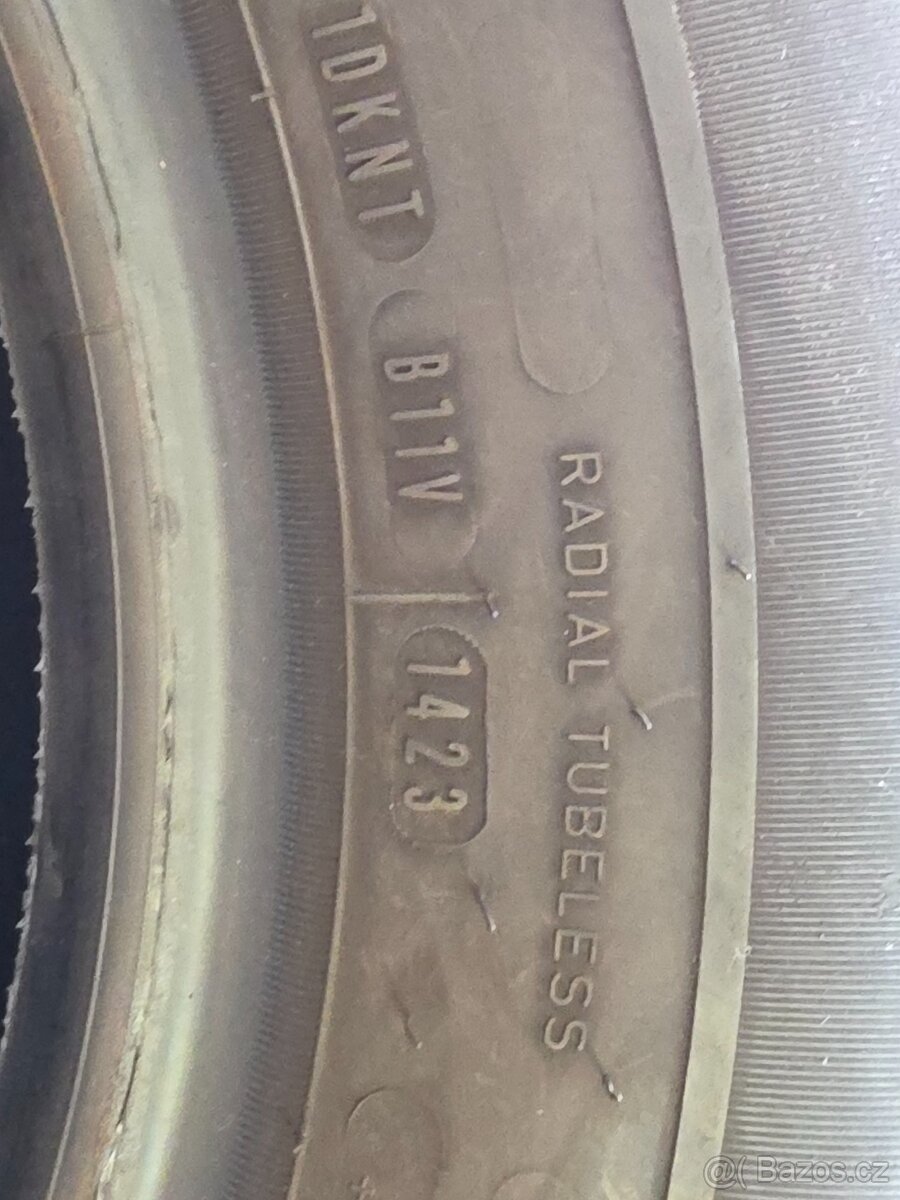 1DKNT B11V 1423
RADIAL TUBELESS
@( Bazos.cz